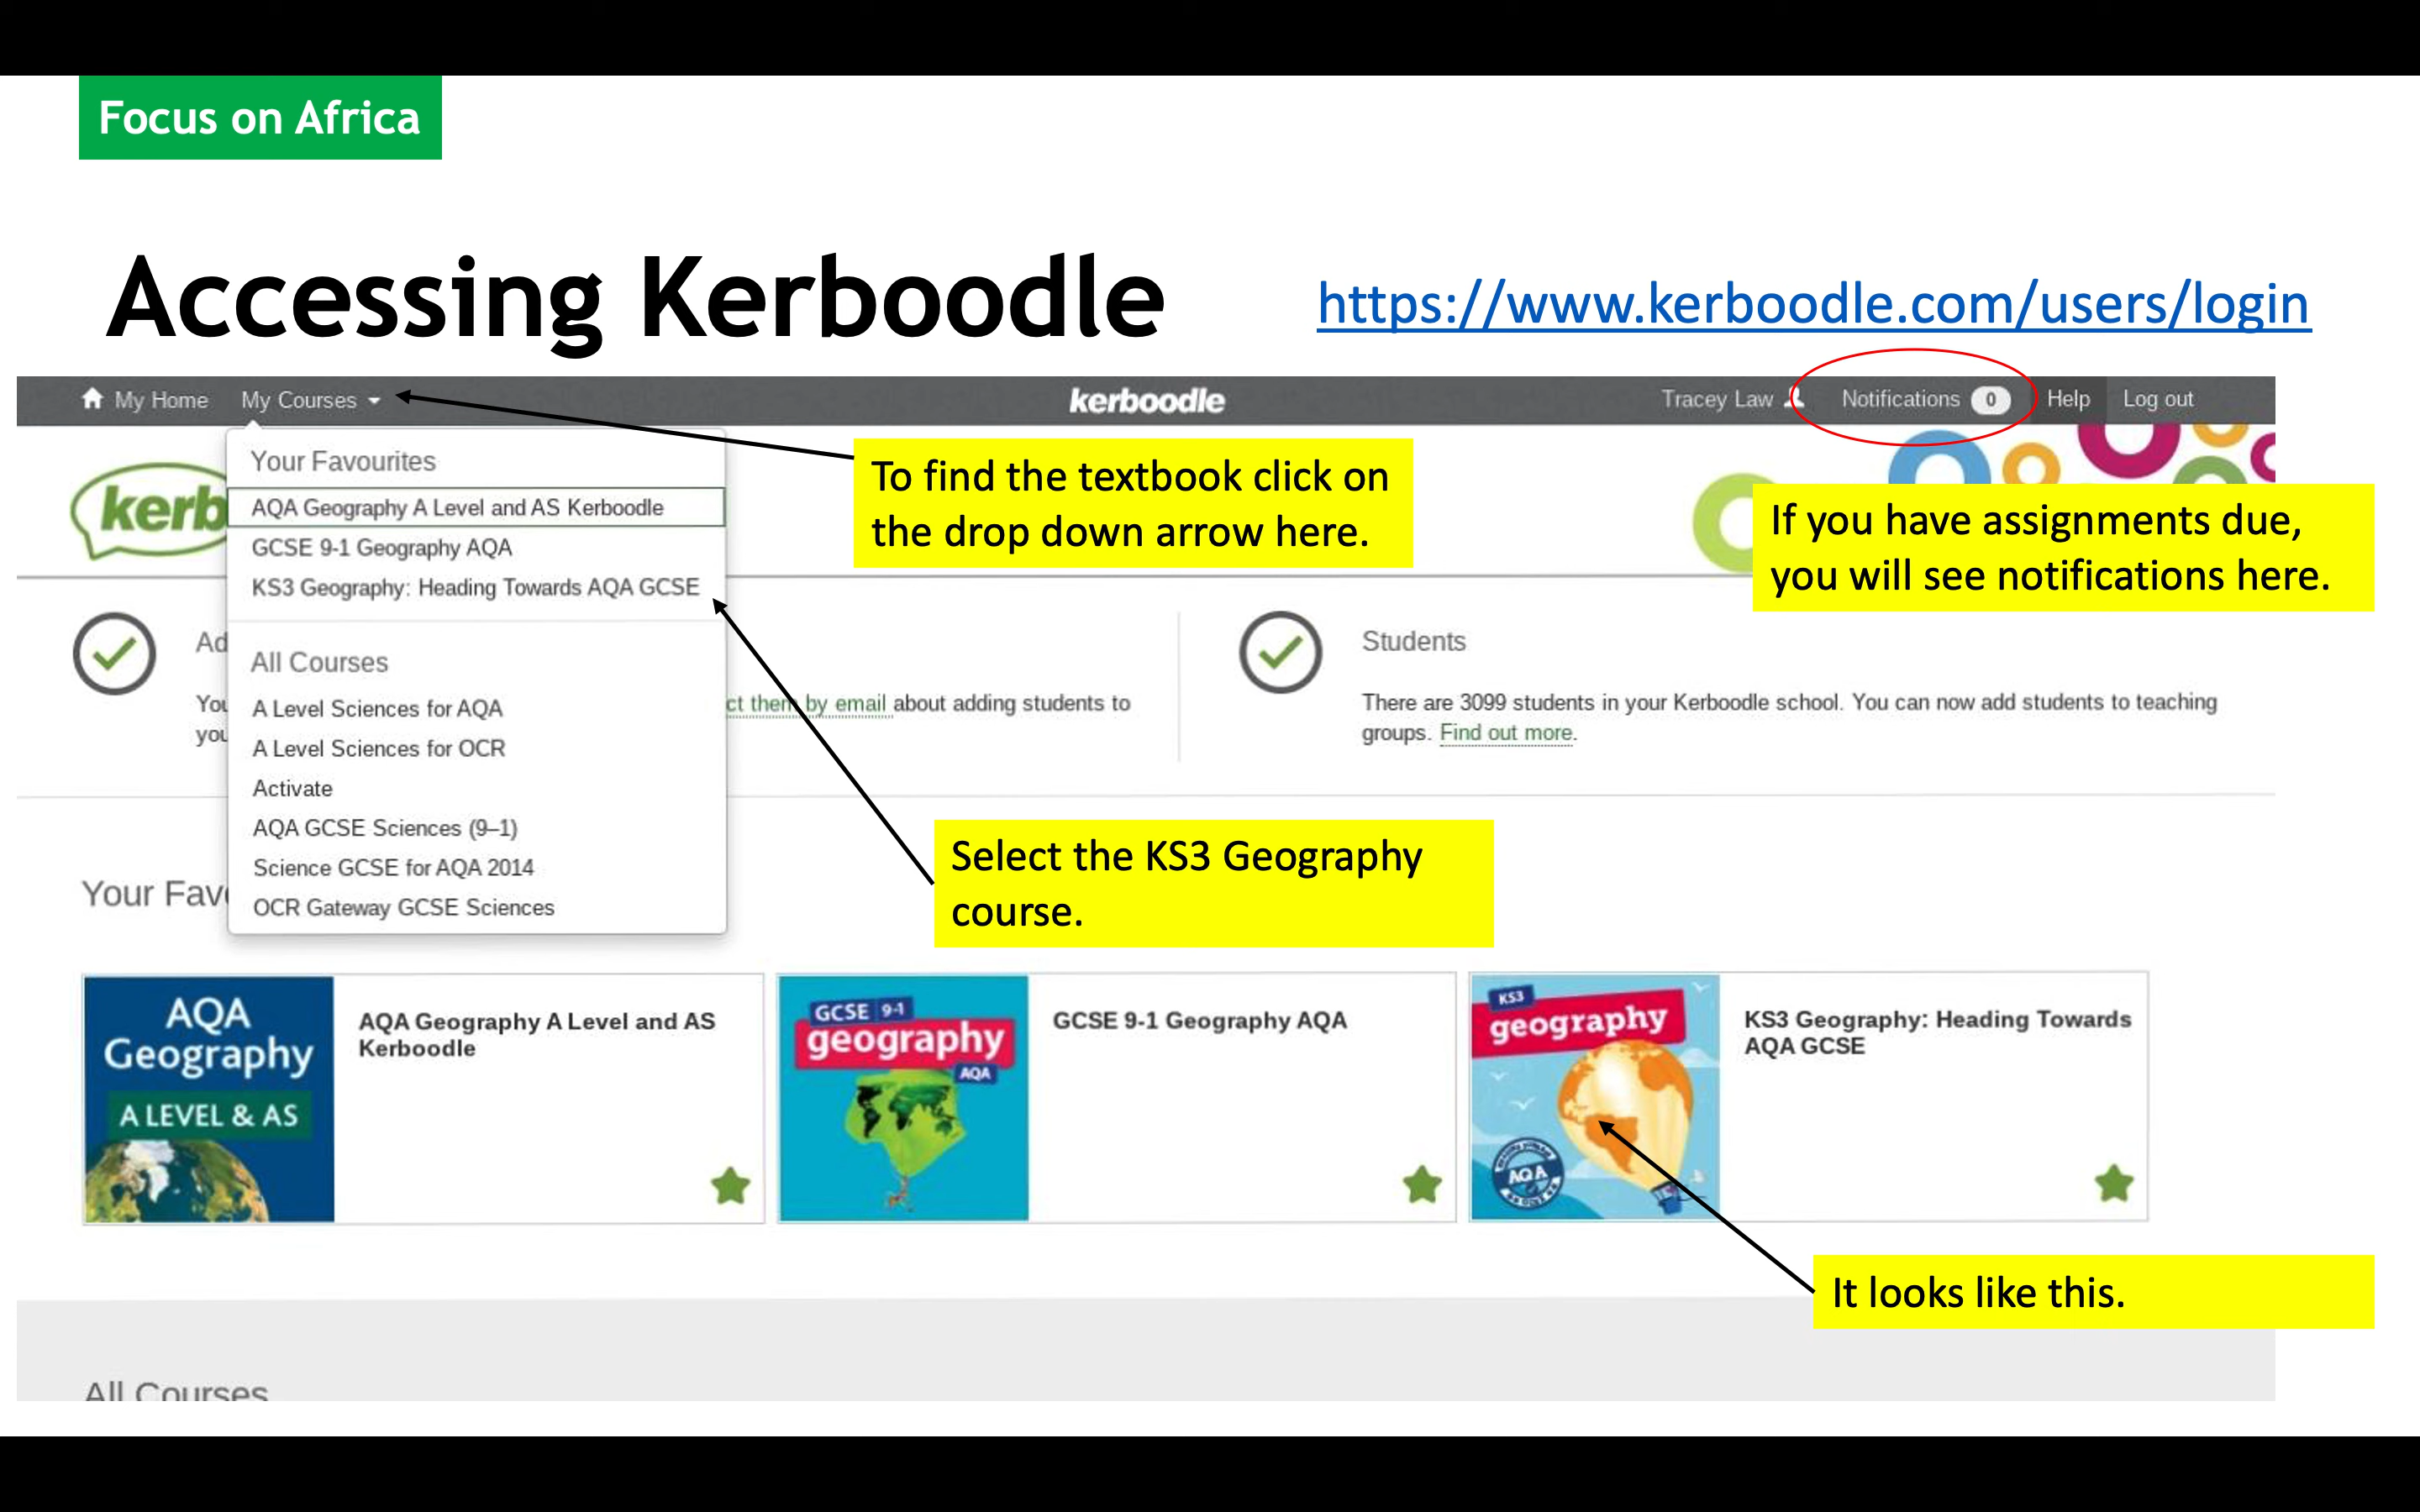 Focus on Africa
Accessing Kerboodle
https://www.kerboodle.com/users/login
My Home My Courses
kerboodle
Tracey Law Notifications 0 Help Log out
Your Favourites
AQA Geography A Level and AS Kerboodle
GCSE 9-1 Geography AQA
KS3 Geography: Heading Towards AQA GCSE
All Courses
A Level Sciences for AQA
A Level Sciences for OCR
Activate
AQA GCSE Sciences (9–1)
Science GCSE for AQA 2014
OCR Gateway GCSE Sciences
kerb
To find the textbook click on
the drop down arrow here.
If you have assignments due,
you will see notifications here.
Ad
You
you
ct them by email about adding students to
Students
There are 3099 students in your Kerboodle school. You can now add students to teaching
groups. Find out more.
Select the KS3 Geography
course.
Your Fav
AQA
Geography
A LEVEL & AS
AQA Geography A Level and AS
Kerboodle
GCSE 9-1
geography
AQA
GCSE 9-1 Geography AQA
KS3
geography
AQA
KS3 Geography: Heading Towards
AQA GCSE
It looks like this.
All Courses